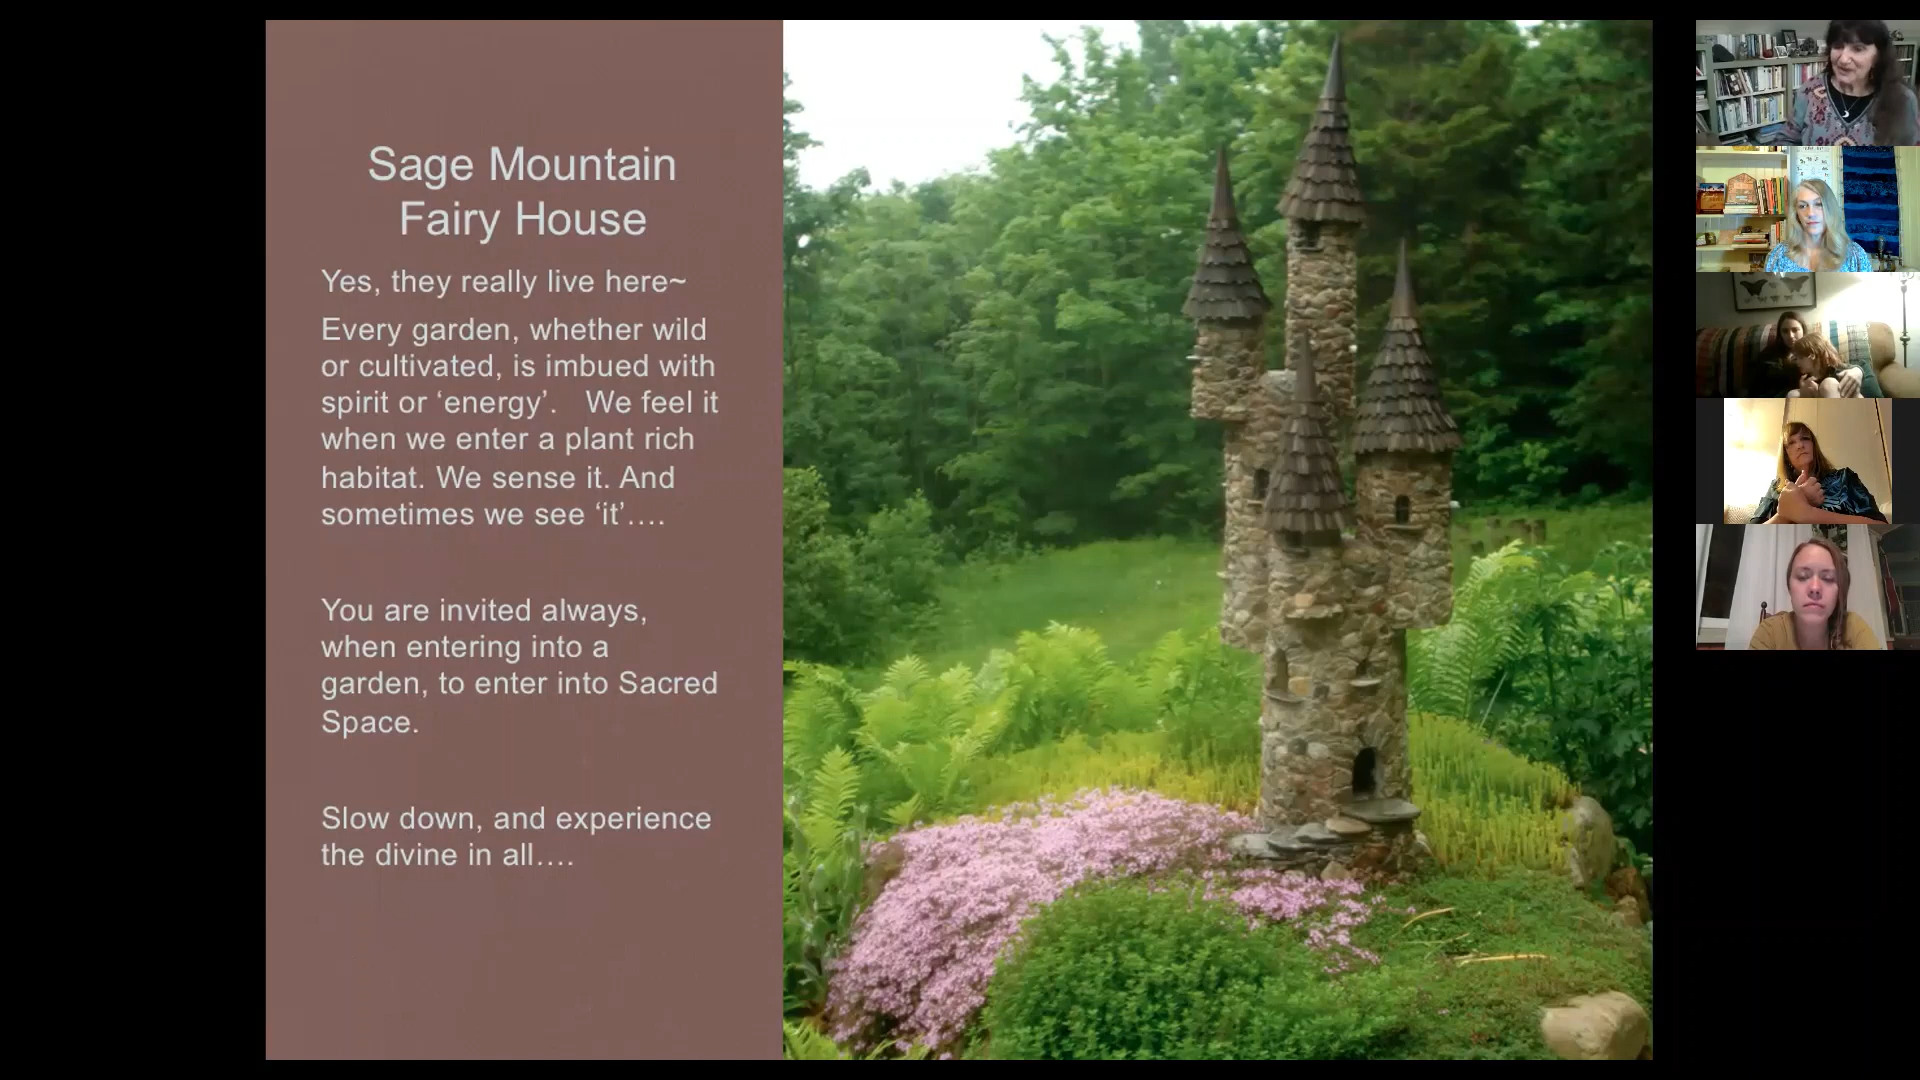 Sage Mountain
Fairy House
Yes, they really live here~
Every garden, whether wild
or cultivated, is imbued with
spirit or ‘energy’.   We feel it
when we enter a plant rich
habitat. We sense it. And
sometimes we see ‘it’….
You are invited always,
when entering into a
garden, to enter into Sacred
Space.
Slow down, and experience
the divine in all….